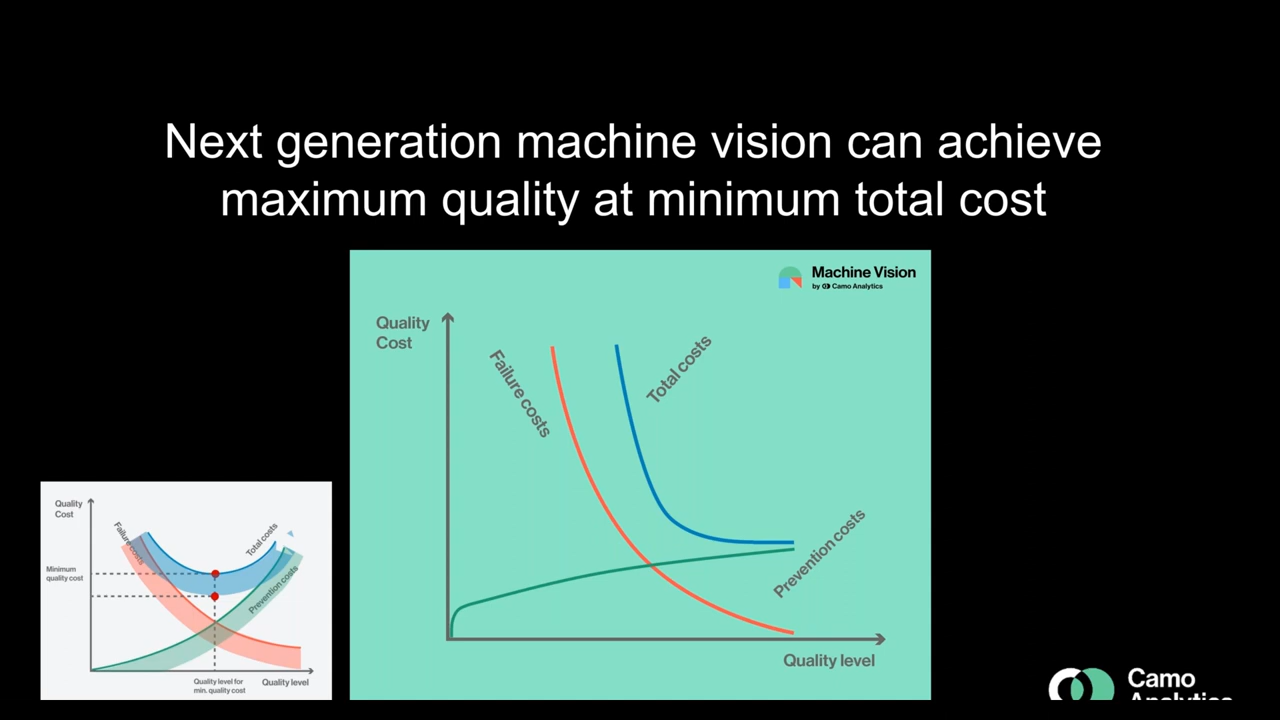 Next generation machine vision can achieve
maximum quality at minimum total cost
Machine Vision
by Camo Analytics
Quality
Cost
Failure costs
Total costs
Prevention costs
Quality level
Quality
Cost
Failure costs
Total costs
Minimum
quality cost
Prevention costs
Quality level for
min. quality cost
Quality level
Camo
Analytics